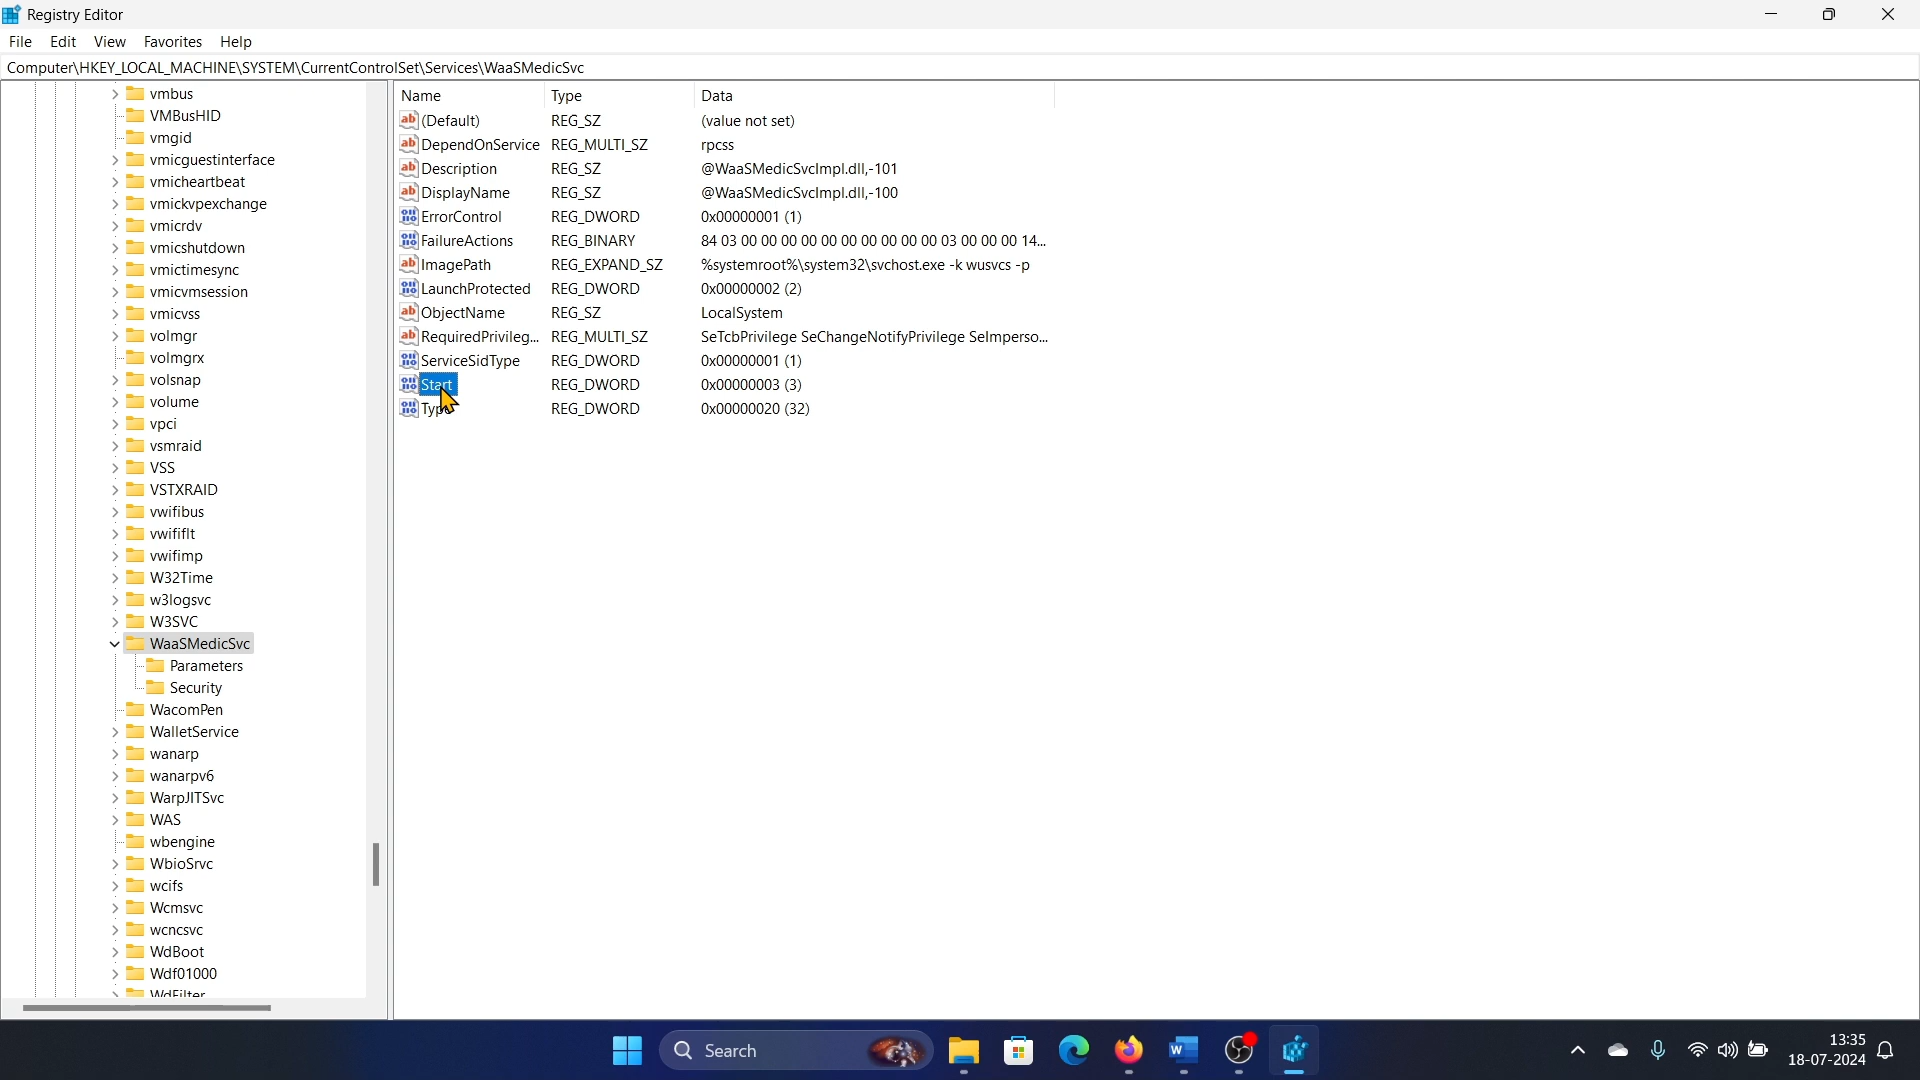 Registry Editor
File Edit View Favorites Help
Computer\HKEY_LOCAL_MACHINE\SYSTEM\CurrentControlSet\Services\WaaSMedicSvc
vmbus
VMBusHID
vmgid
vmicguestinterface
vmicheartbeat
vmickvpexchange
vmicrdv
vmicshutdown
vmictimesync
vmicvmsession
vmicvss
volmgr
volmgrx
volsnap
volume
vpci
vsmraid
VSS
VSTXRAID
vwifibus
vwififlt
vwifimp
W32Time
w3logsvc
W3SVC
WaaSMedicSvc
Parameters
Security
WacomPen
WalletService
wanarp
wanarpv6
WarpJITSvc
WAS
wbengine
WbioSrvc
wcifs
Wcmsvc
wcncsvc
WdBoot
Wdf01000
WdFilter
Name Type Data
(Default) REG_SZ (value not set)
DependOnService REG_MULTI_SZ rpcss
Description REG_SZ @WaaSMedicSvcImpl.dll,-101
DisplayName REG_SZ @WaaSMedicSvcImpl.dll,-100
ErrorControl REG_DWORD 0x00000001 (1)
FailureActions REG_BINARY 84 03 00 00 00 00 00 00 00 00 00 00 03 00 00 00 14...
ImagePath REG_EXPAND_SZ %systemroot%\system32\svchost.exe -k wusvcs -p
LaunchProtected REG_DWORD 0x00000002 (2)
ObjectName REG_SZ LocalSystem
RequiredPrivileg... REG_MULTI_SZ SeTcbPrivilege SeChangeNotifyPrivilege SeImperso...
ServiceSidType REG_DWORD 0x00000001 (1)
Start REG_DWORD 0x00000003 (3)
Type REG_DWORD 0x00000020 (32)
Search
13:35
18-07-2024